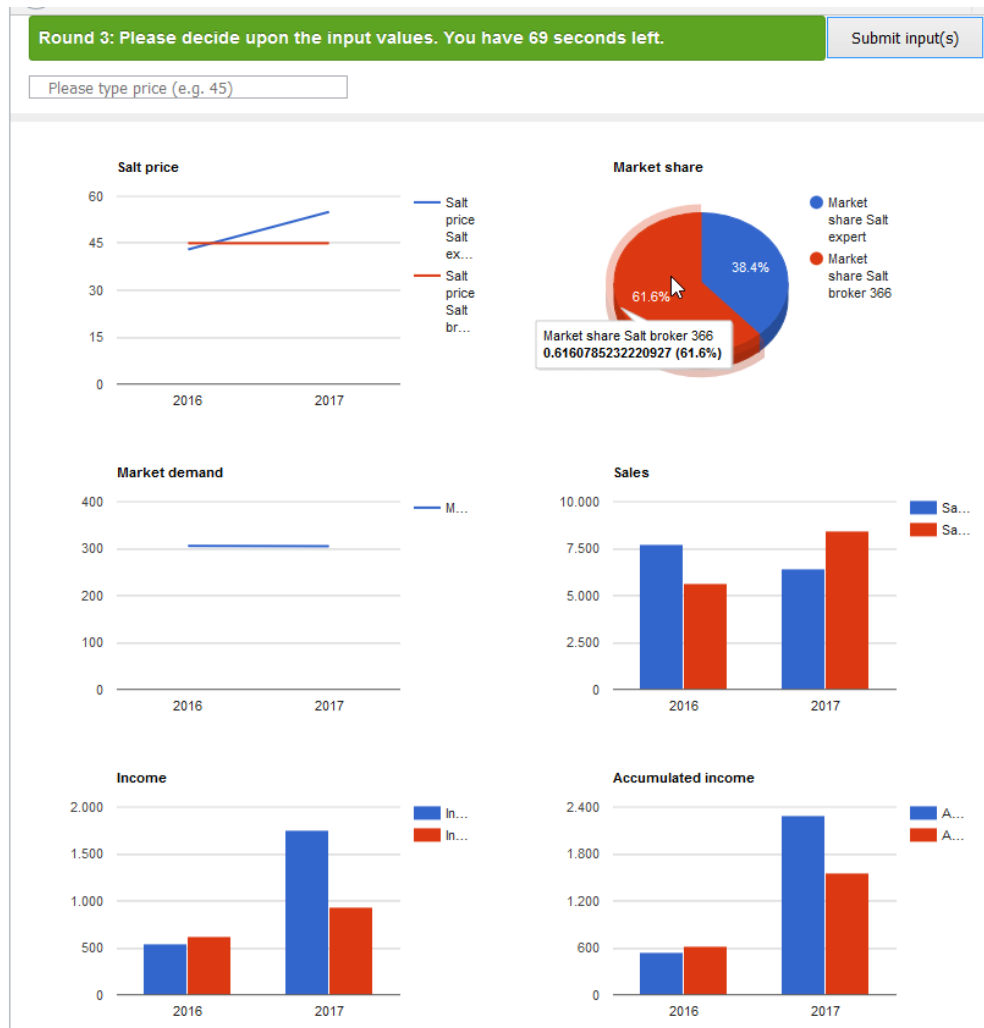 Round 3: Please decide upon the input values. You have 69 seconds left.
Submit input(s)
Please type price (e.g. 45)
Salt price
60
45
30
15
0
2016
2017
Salt
price
Salt
ex...
Salt
price
Salt
br...
Market share
38.4%
61.6%
Market share Salt broker 366
0.6160785232220927 (61.6%)
Market
share Salt
expert
Market
share Salt
broker 366
Market demand
400
300
200
100
0
2016
2017
M...
Sales
10.000
7.500
5.000
2.500
0
2016
2017
Sa...
Sa...
Income
2.000
1.500
1.000
500
0
2016
2017
In...
In...
Accumulated income
2.400
1.800
1.200
600
0
2016
2017
A...
A...